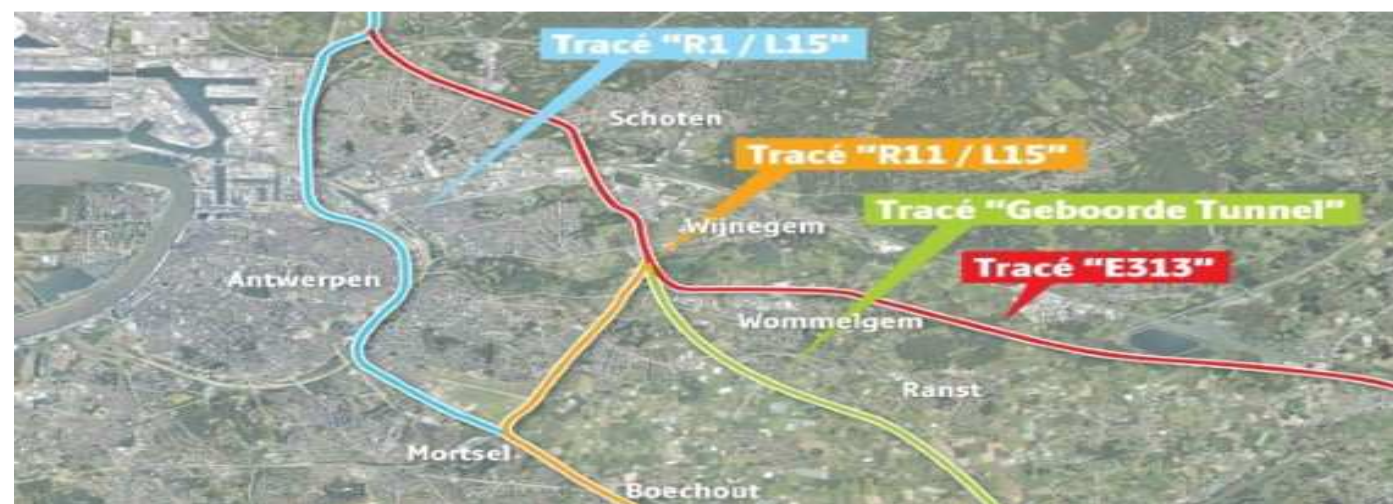 Tracé "R1 / L15"
Schoten
Tracé "R11 / L15"
Tracé "Geboorde Tunnel"
Wijnegem
Tracé "E313"
Antwerpen
Wommelgem
Ranst
Mortsel
Boechout